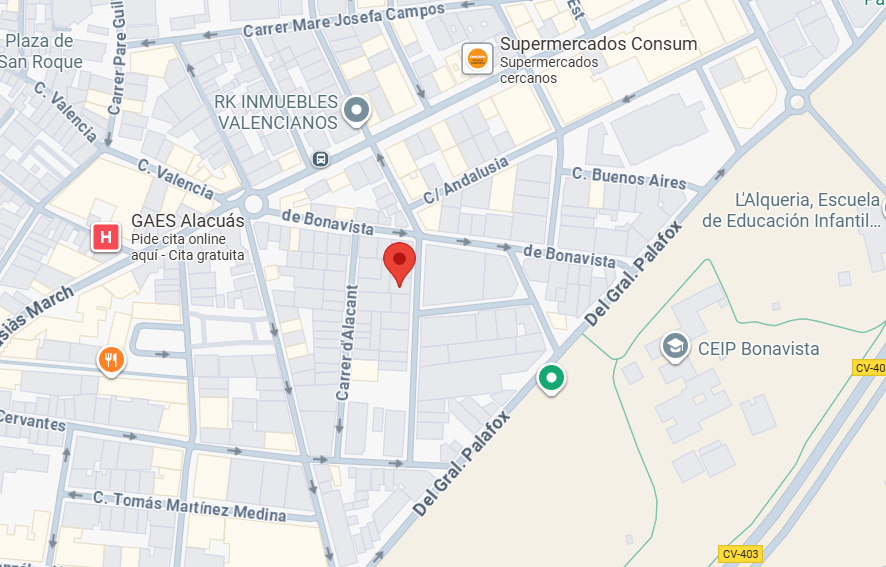 Carrer Mare Josefa Campos
Est
Pa
Plaza de
San Roque
Carrer Pare Guil
Supermercados Consum
Supermercados
cercanos
RK INMUEBLES
VALENCIANOS
C. Valencia
C. Valencia
C/ Andalusia
C. Buenos Aires
L'Alqueria, Escuela
de Educación Infantil...
GAES Alacuás
Pide cita online
aquí - Cita gratuita
H
de Bonavista
de Bonavista
Del Gral. Palafox
siàs March
Carrer d'Alacant
CEIP Bonavista
CV-40
Cervantes
Del Gral. Palafox
C. Tomás Martínez Medina
CV-403